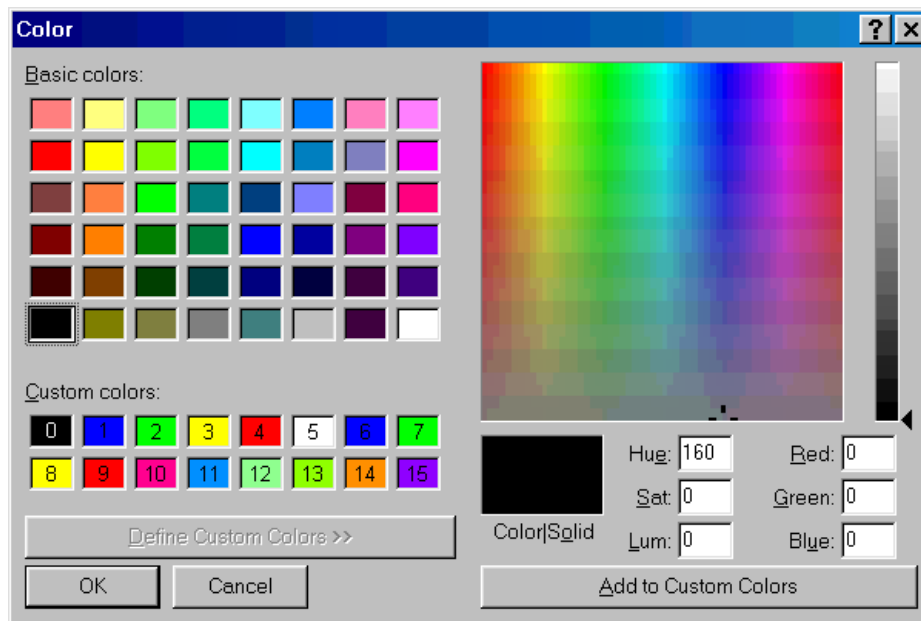 Color
Basic colors:
Custom colors:
0 1 2 3 4 5 6 7
8 9 10 11 12 13 14 15
Define Custom Colors >>
OK Cancel
Color|Solid
Hue: 160
Sat: 0
Lum: 0
Red: 0
Green: 0
Blue: 0
Add to Custom Colors